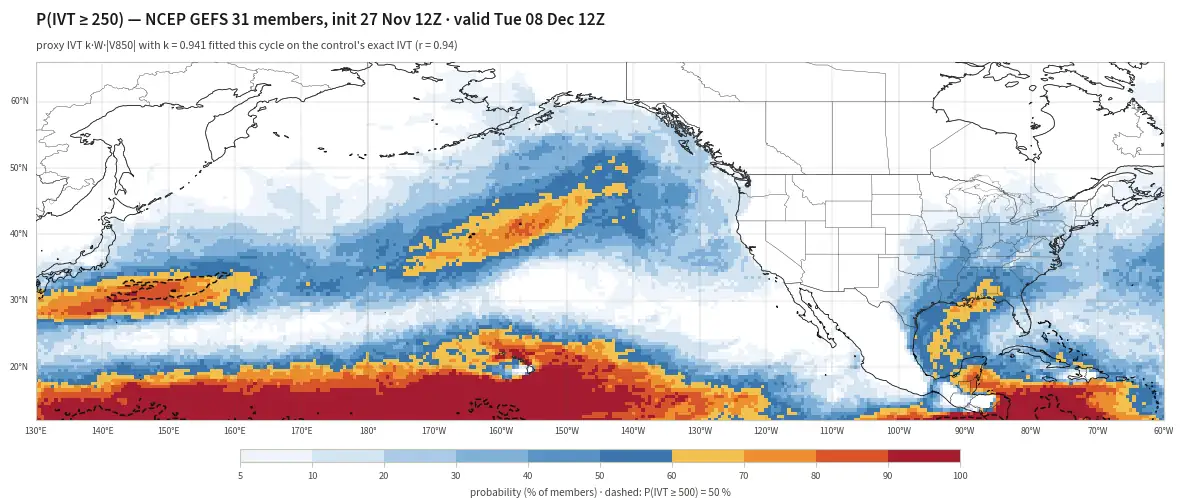 P(IVT ≥ 250) — NCEP GEFS 31 members, init 27 Nov 12Z · valid Tue 08 Dec 12Z
proxy IVT k·W·|V850| with k = 0.941 fitted this cycle on the control's exact IVT (r = 0.94)
60°N
50°N
40°N
30°N
20°N
130°E 140°E 150°E 160°E 170°E 180° 170°W 160°W 150°W 140°W 130°W 120°W 110°W 100°W 90°W 80°W 70°W 60°W
5 10 20 30 40 50 60 70 80 90 100
probability (% of members) · dashed: P(IVT ≥ 500) = 50 %